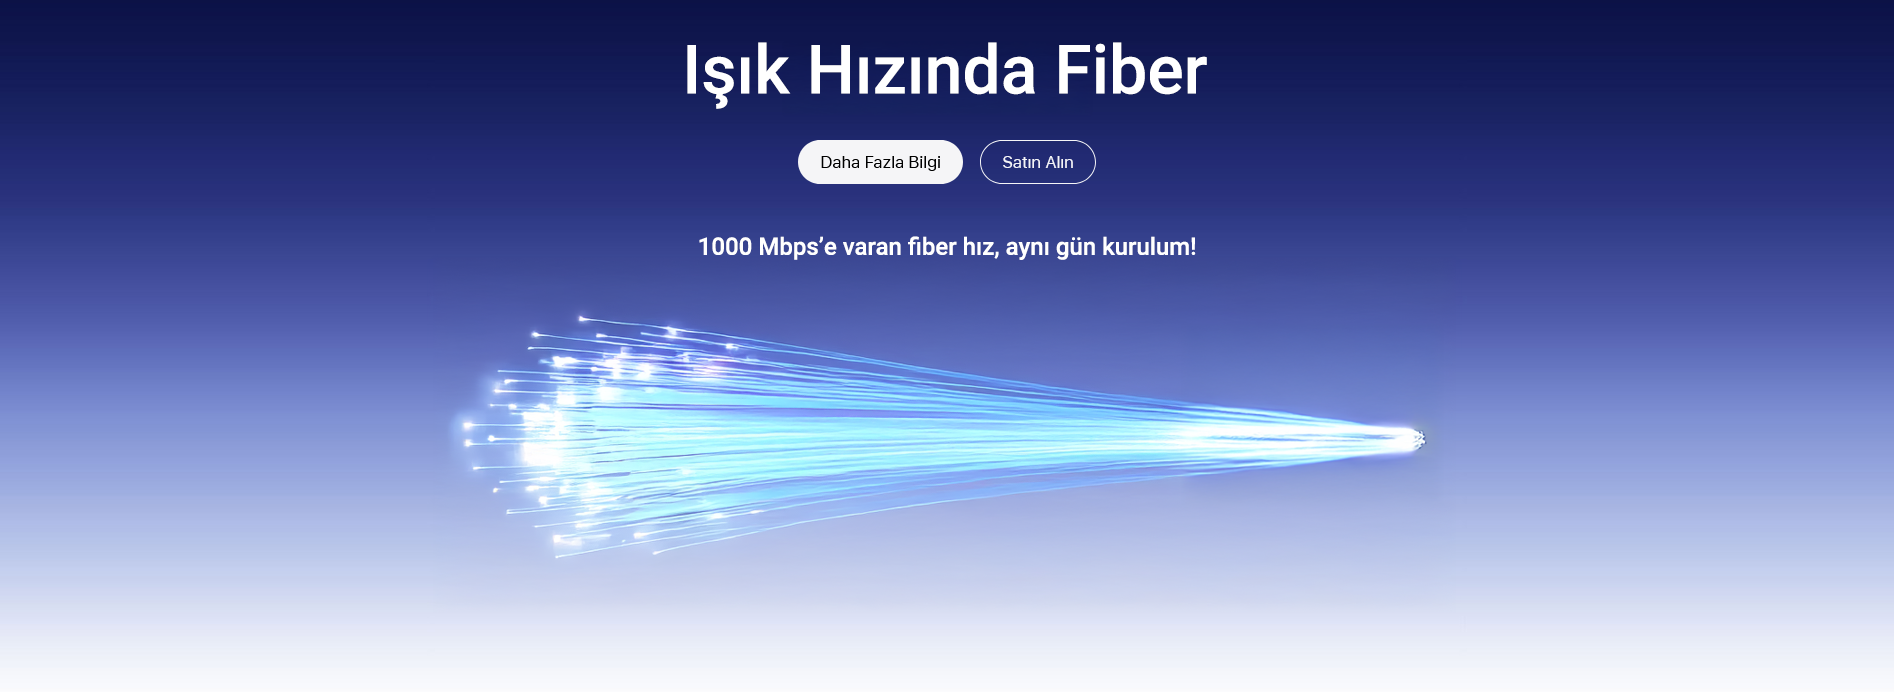 Işık Hızında Fiber
Daha Fazla Bilgi
Satın Alın
1000 Mbps’e varan fiber hız, aynı gün kurulum!